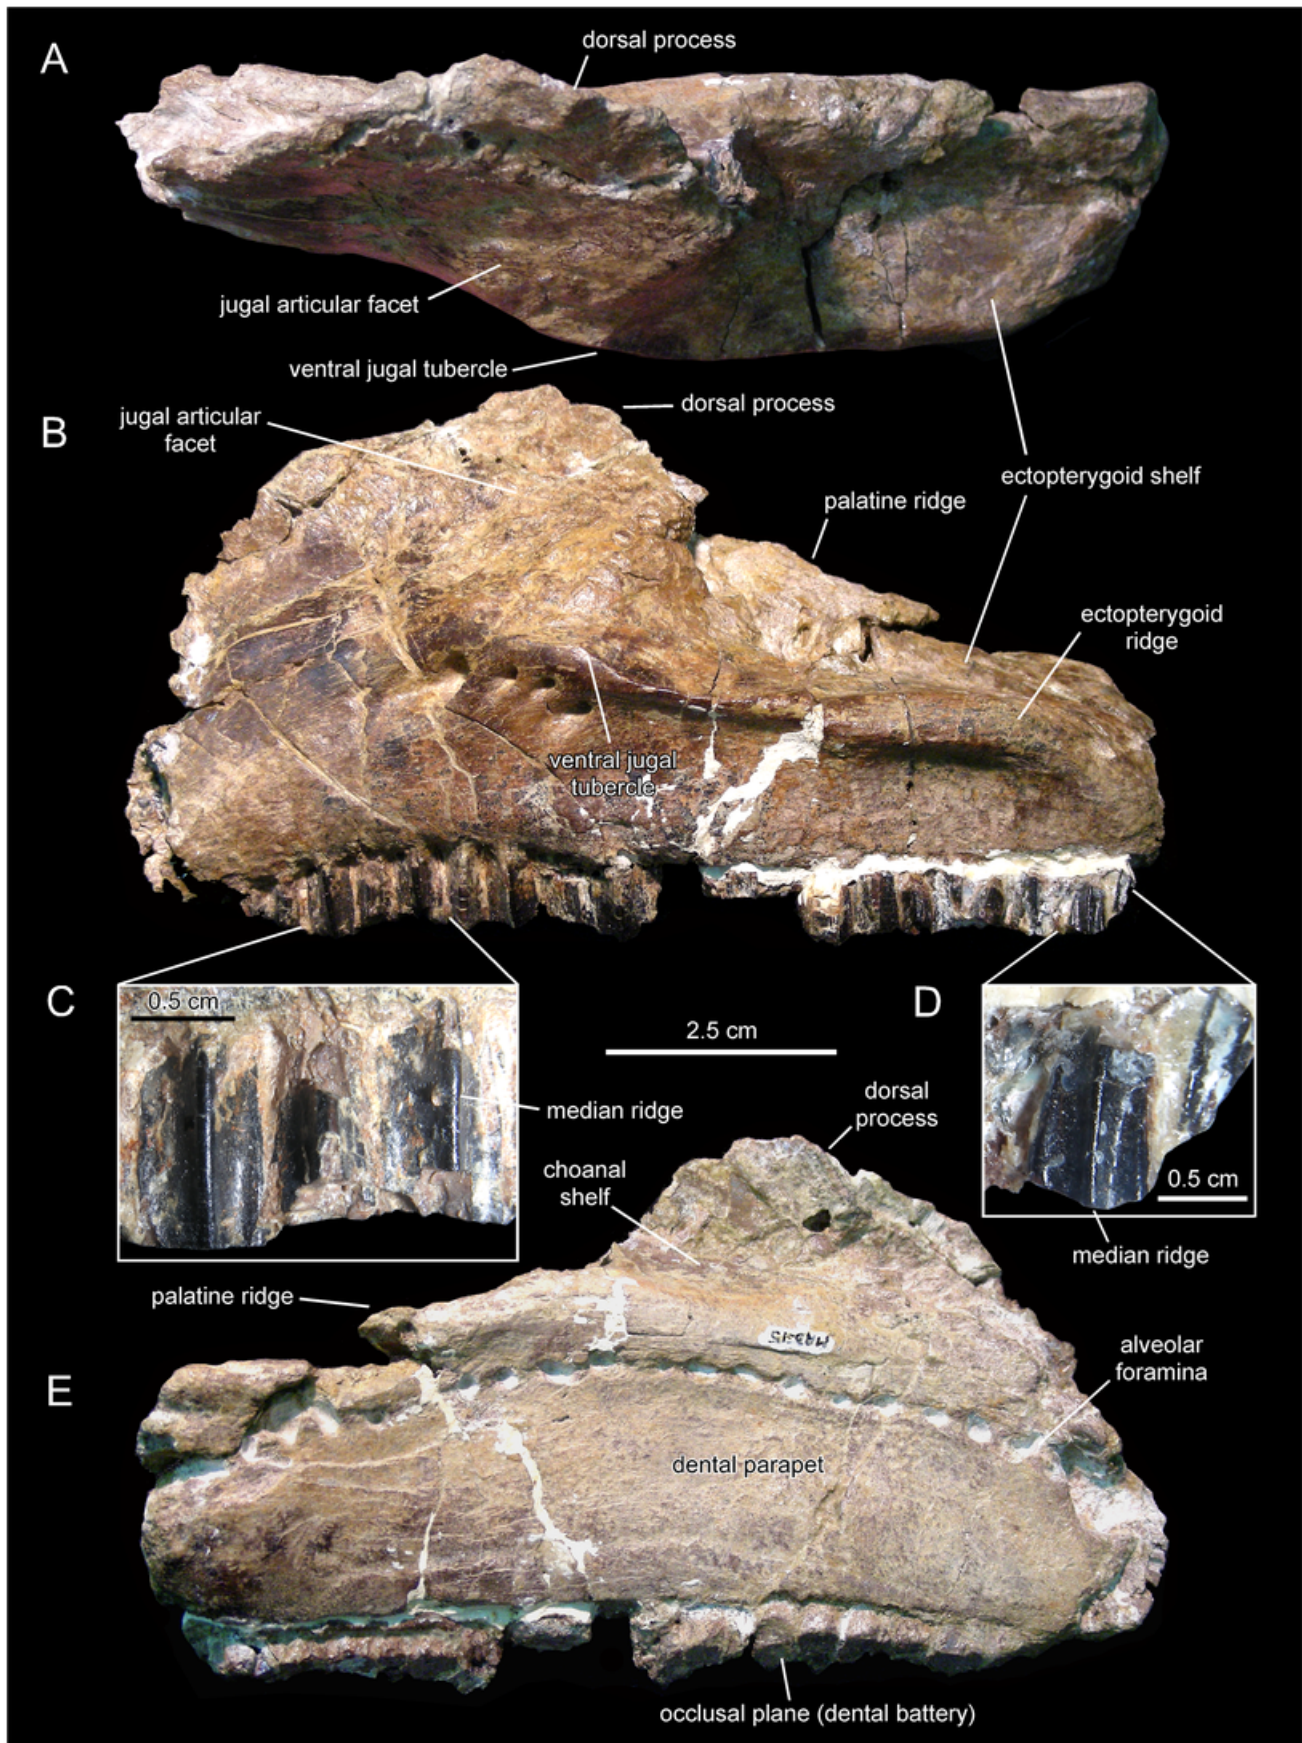 A
dorsal process
jugal articular facet
ventral jugal tubercle
B
jugal articular
facet
dorsal process
ectopterygoid shelf
palatine ridge
ectopterygoid
ridge
ventral jugal
tubercle
C
0.5 cm
2.5 cm
D
median ridge
0.5 cm
median ridge
dorsal
process
choanal
shelf
palatine ridge
alveolar
foramina
E
dental parapet
occlusal plane (dental battery)